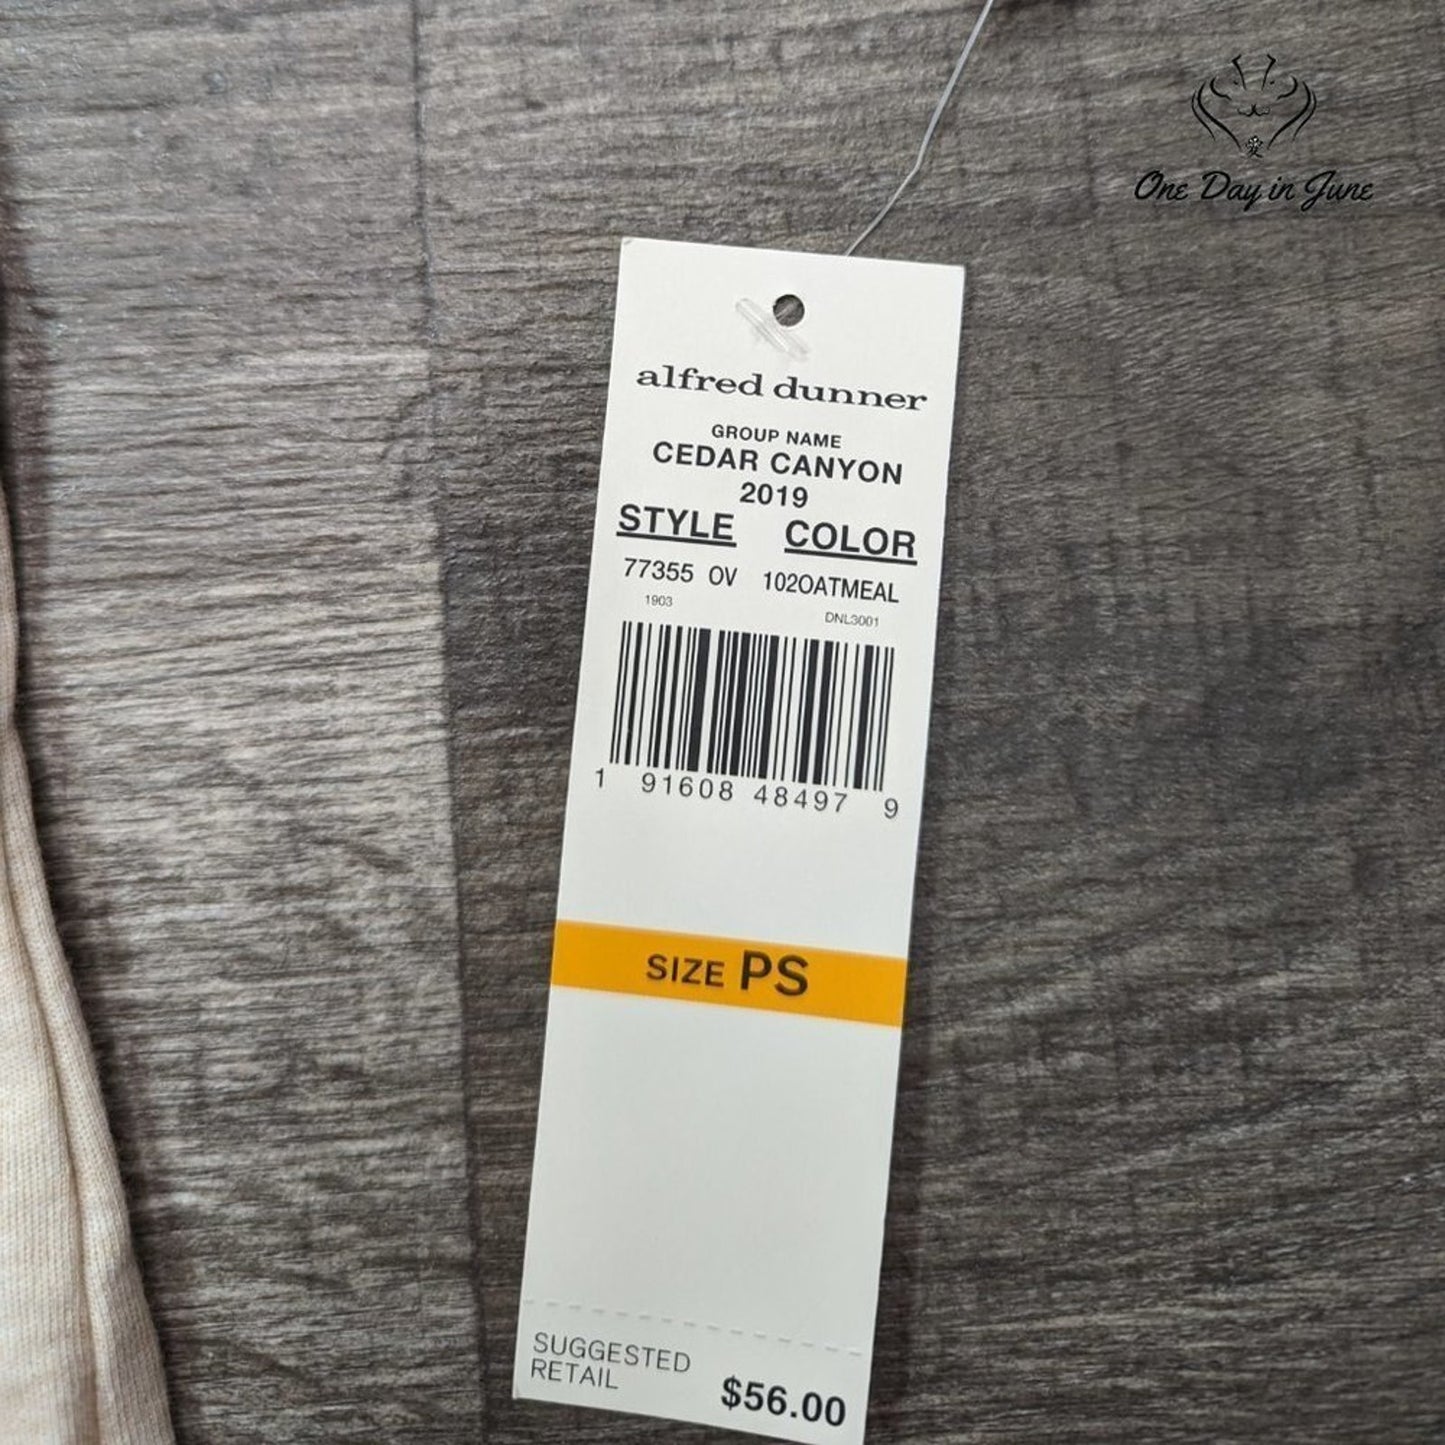 愛
One Day in June
alfred dunner
GROUP NAME
CEDAR CANYON
2019
STYLE COLOR
77355 OV 102OATMEAL
1903 DNL3001
1 91608 48497 9
SIZE PS
SUGGESTED
RETAIL
$56.00